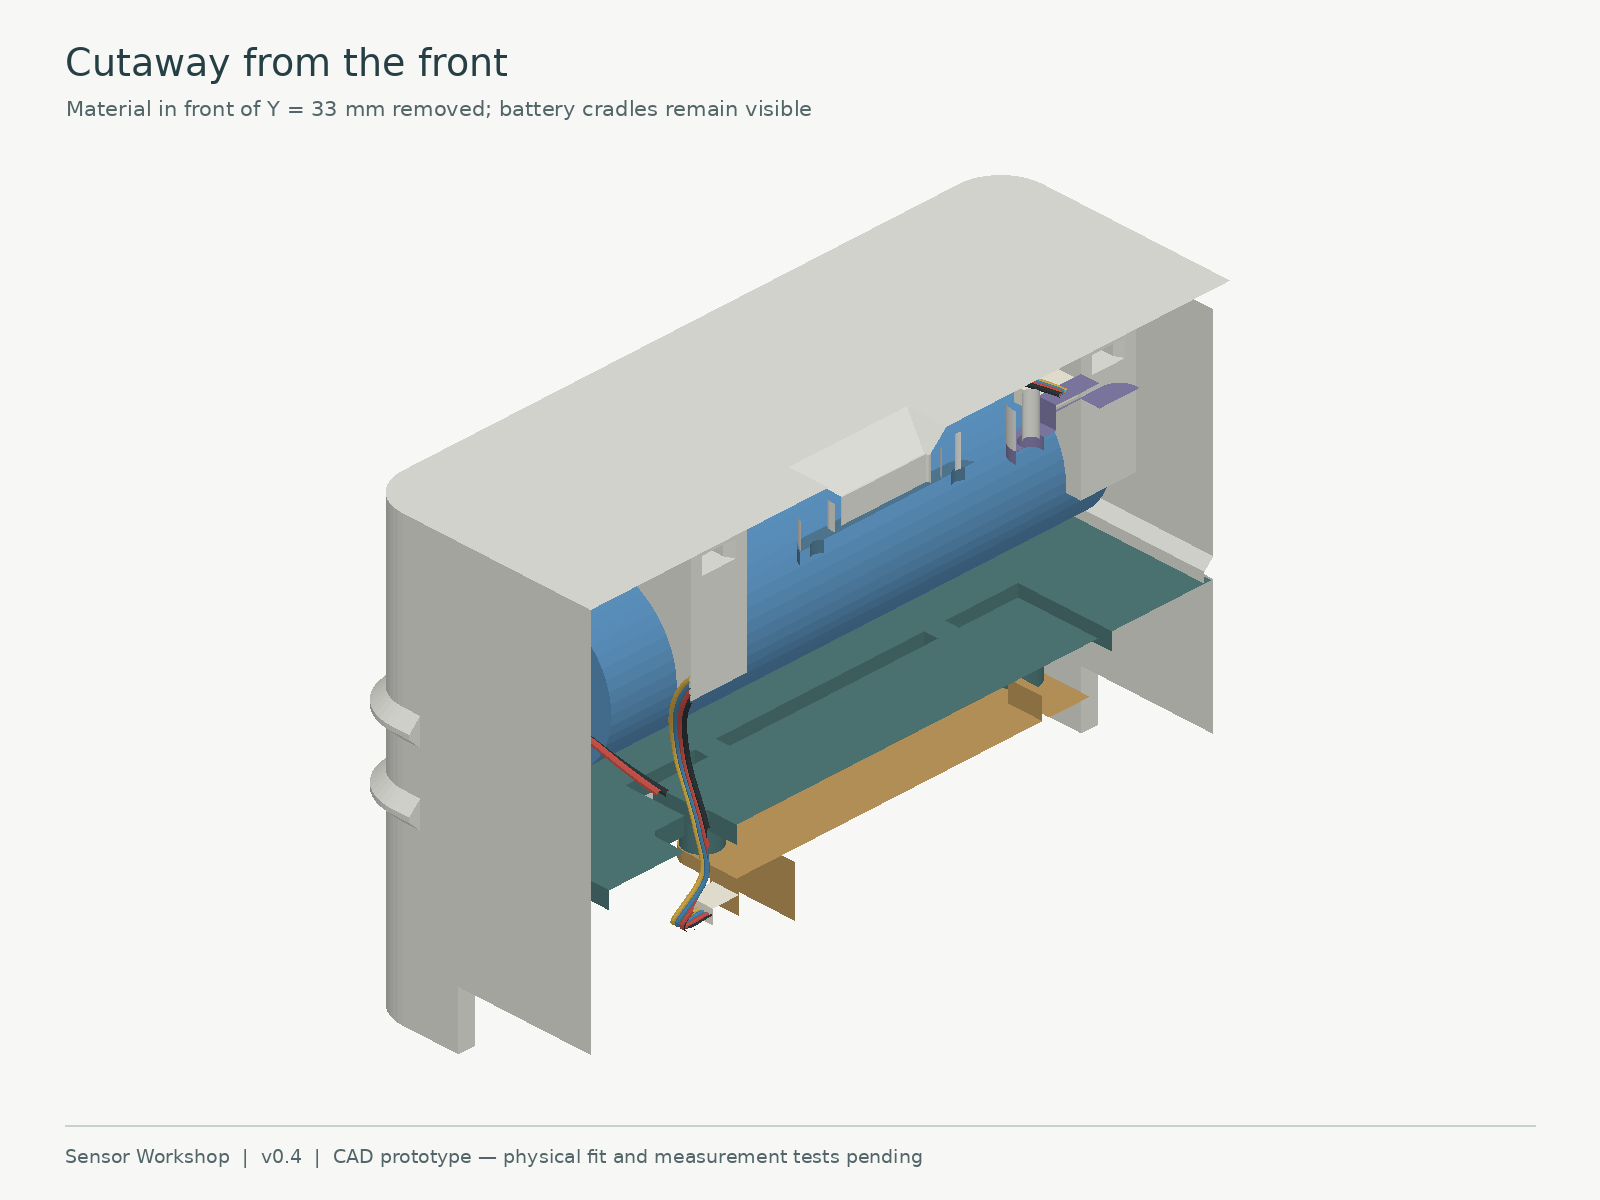 Cutaway from the front
Material in front of Y = 33 mm removed; battery cradles remain visible
Sensor Workshop | v0.4 | CAD prototype — physical fit and measurement tests pending